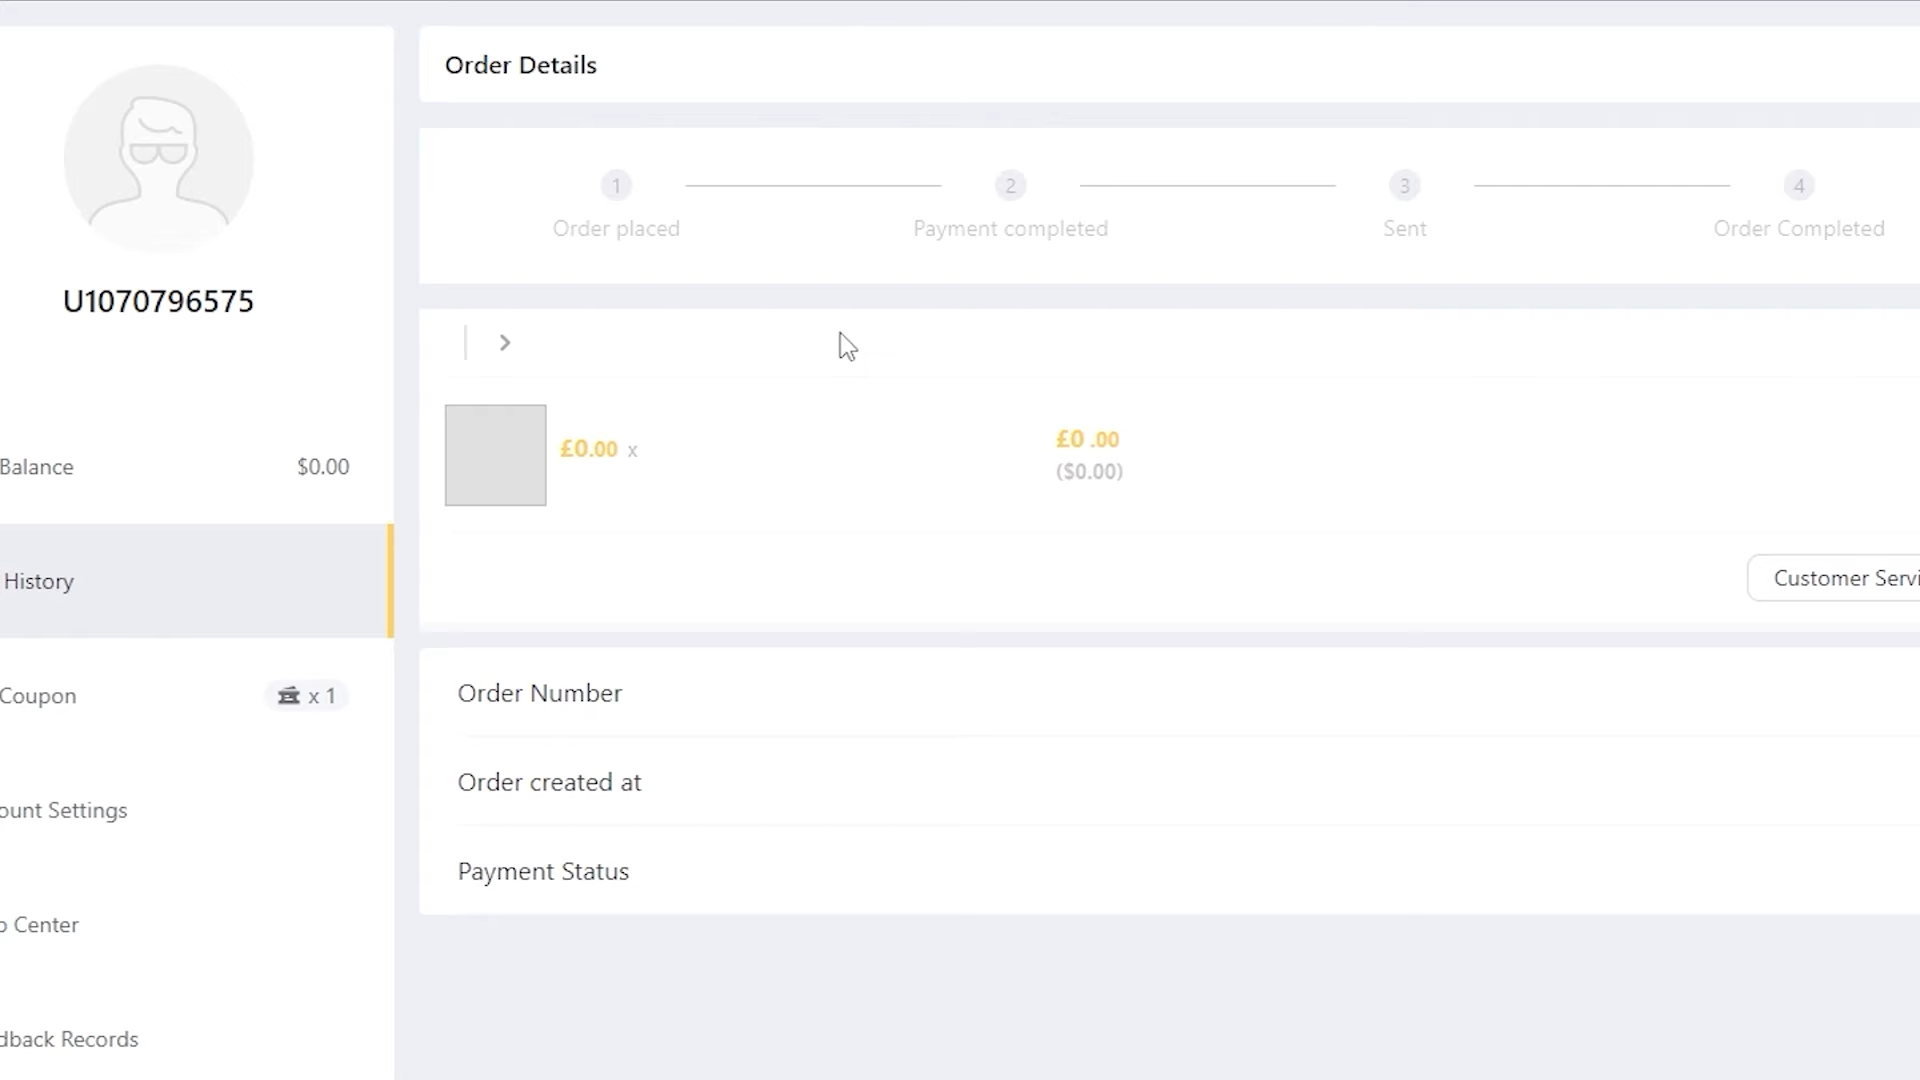 Order Details
1
2
3
4
Order placed
Payment completed
Sent
Order Completed
U1070796575
Balance
$0.00
History
Coupon
x 1
ount Settings
p Center
dback Records
£0.00 x
£0 .00
($0.00)
Customer Servi
Order Number
Order created at
Payment Status